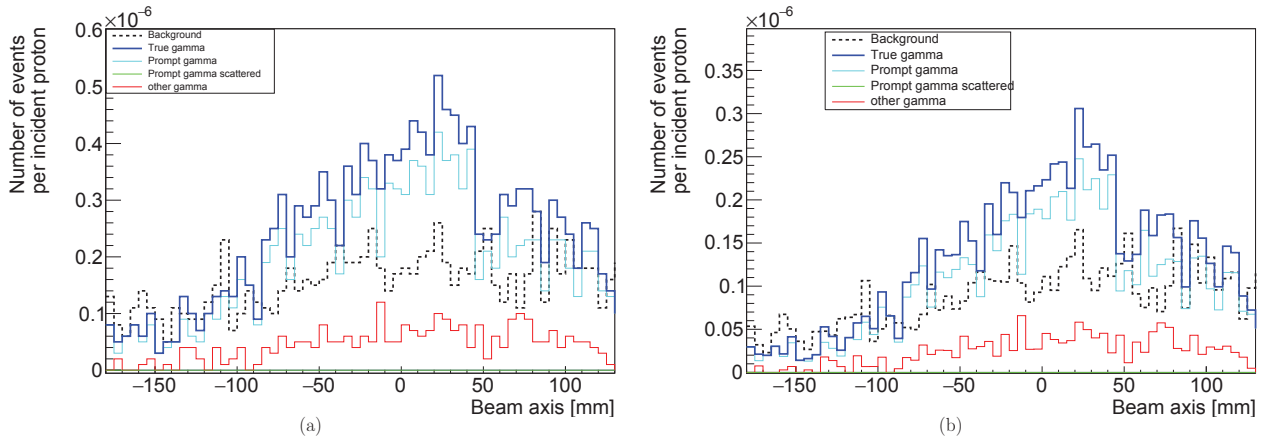 ×10⁻⁶
0.6
0.5
0.4
0.3
0.2
0.1
0
Number of events
per incident proton
Background
True gamma
Prompt gamma
Prompt gamma scattered
other gamma
−150 −100 −50 0 50 100
Beam axis [mm]
(a)
×10⁻⁶
0.35
0.3
0.25
0.2
0.15
0.1
0.05
0
Number of events
per incident proton
Background
True gamma
Prompt gamma
Prompt gamma scattered
other gamma
−150 −100 −50 0 50 100
Beam axis [mm]
(b)